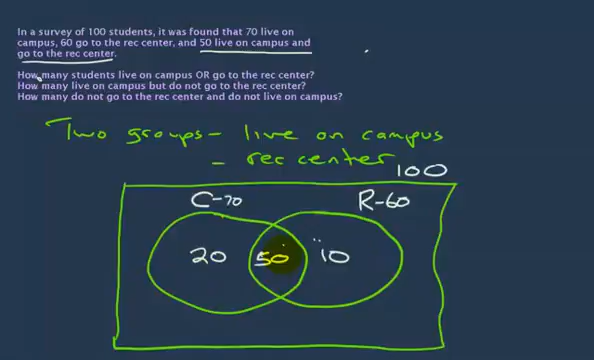 In a survey of 100 students, it was found that 70 live on
campus, 60 go to the rec center, and 50 live on campus and
go to the rec center.
How many students live on campus OR go to the rec center?
How many live on campus but do not go to the rec center?
How many do not go to the rec center and do not live on campus?
Two groups - live on campus
- rec center
100
C-70 R-60
20 50 10